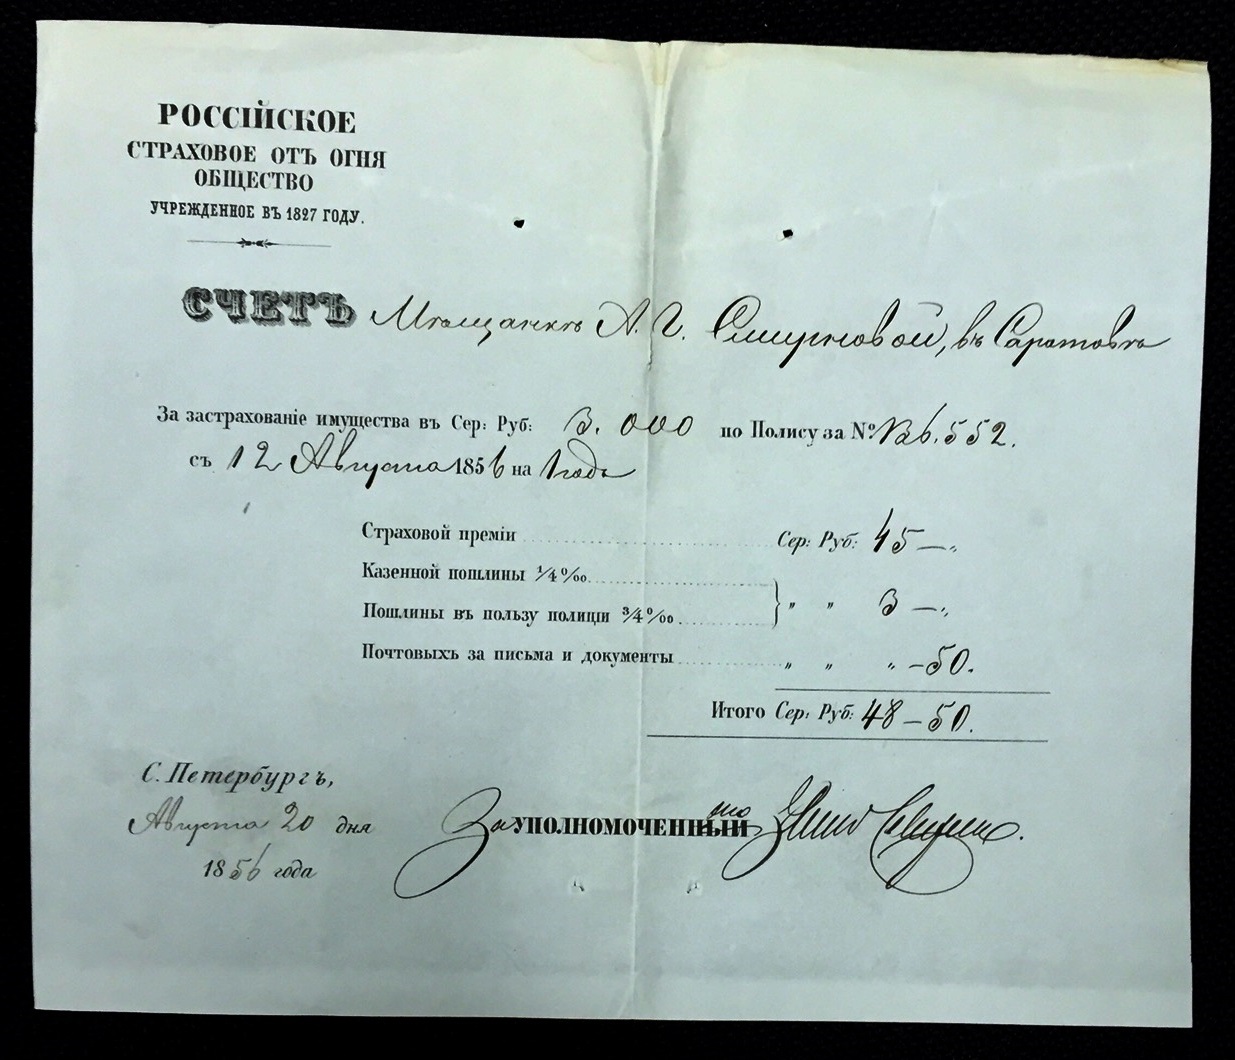 РОССІЙСКОЕ
СТРАХОВОЕ ОТЪ ОГНЯ
ОБЩЕСТВО
УЧРЕЖДЕННОЕ ВЪ 1827 ГОДУ.
СЧЕТЪ Мѣщанкѣ А. Г. Смирновой, въ Саратовѣ
За застрахованіе имущества въ Сер: Руб: 3.000 по Полису за № 26.552.
съ 12 Августа 1856 на 1 годъ
Страховой преміи Сер: Руб: 45 — „
Казенной пошлины ¼ ‰
Пошлины въ пользу полиціи ¾ ‰ „ „ 3 — „
Почтовыхъ за письма и документы „ „ „ – 50.
Итого Сер: Руб: 48 – 50.
С. Петербургъ,
Августа 20 дня
1856 года
За УПОЛНОМОЧЕННЫЙ